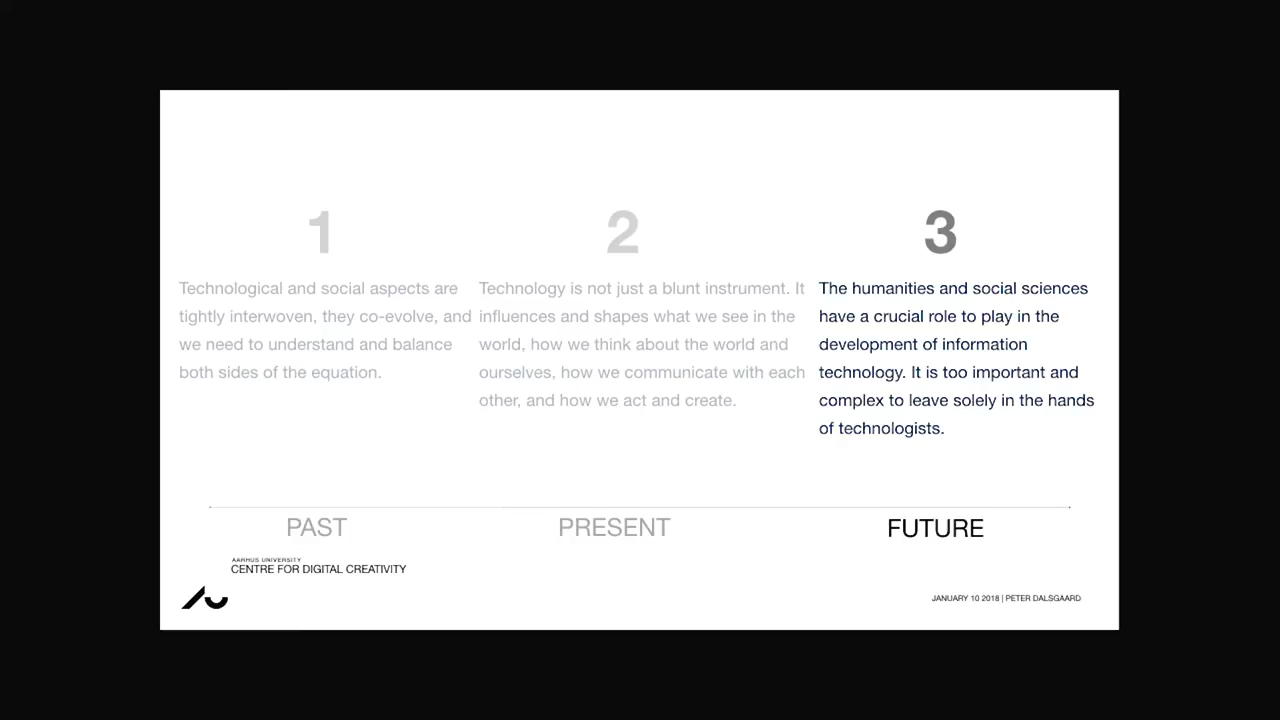 1
Technological and social aspects are
tightly interwoven, they co-evolve, and
we need to understand and balance
both sides of the equation.
2
Technology is not just a blunt instrument. It
influences and shapes what we see in the
world, how we think about the world and
ourselves, how we communicate with each
other, and how we act and create.
3
The humanities and social sciences
have a crucial role to play in the
development of information
technology. It is too important and
complex to leave solely in the hands
of technologists.
PAST
PRESENT
FUTURE
AARHUS UNIVERSITY
CENTRE FOR DIGITAL CREATIVITY
JANUARY 10 2018 | PETER DALSGAARD